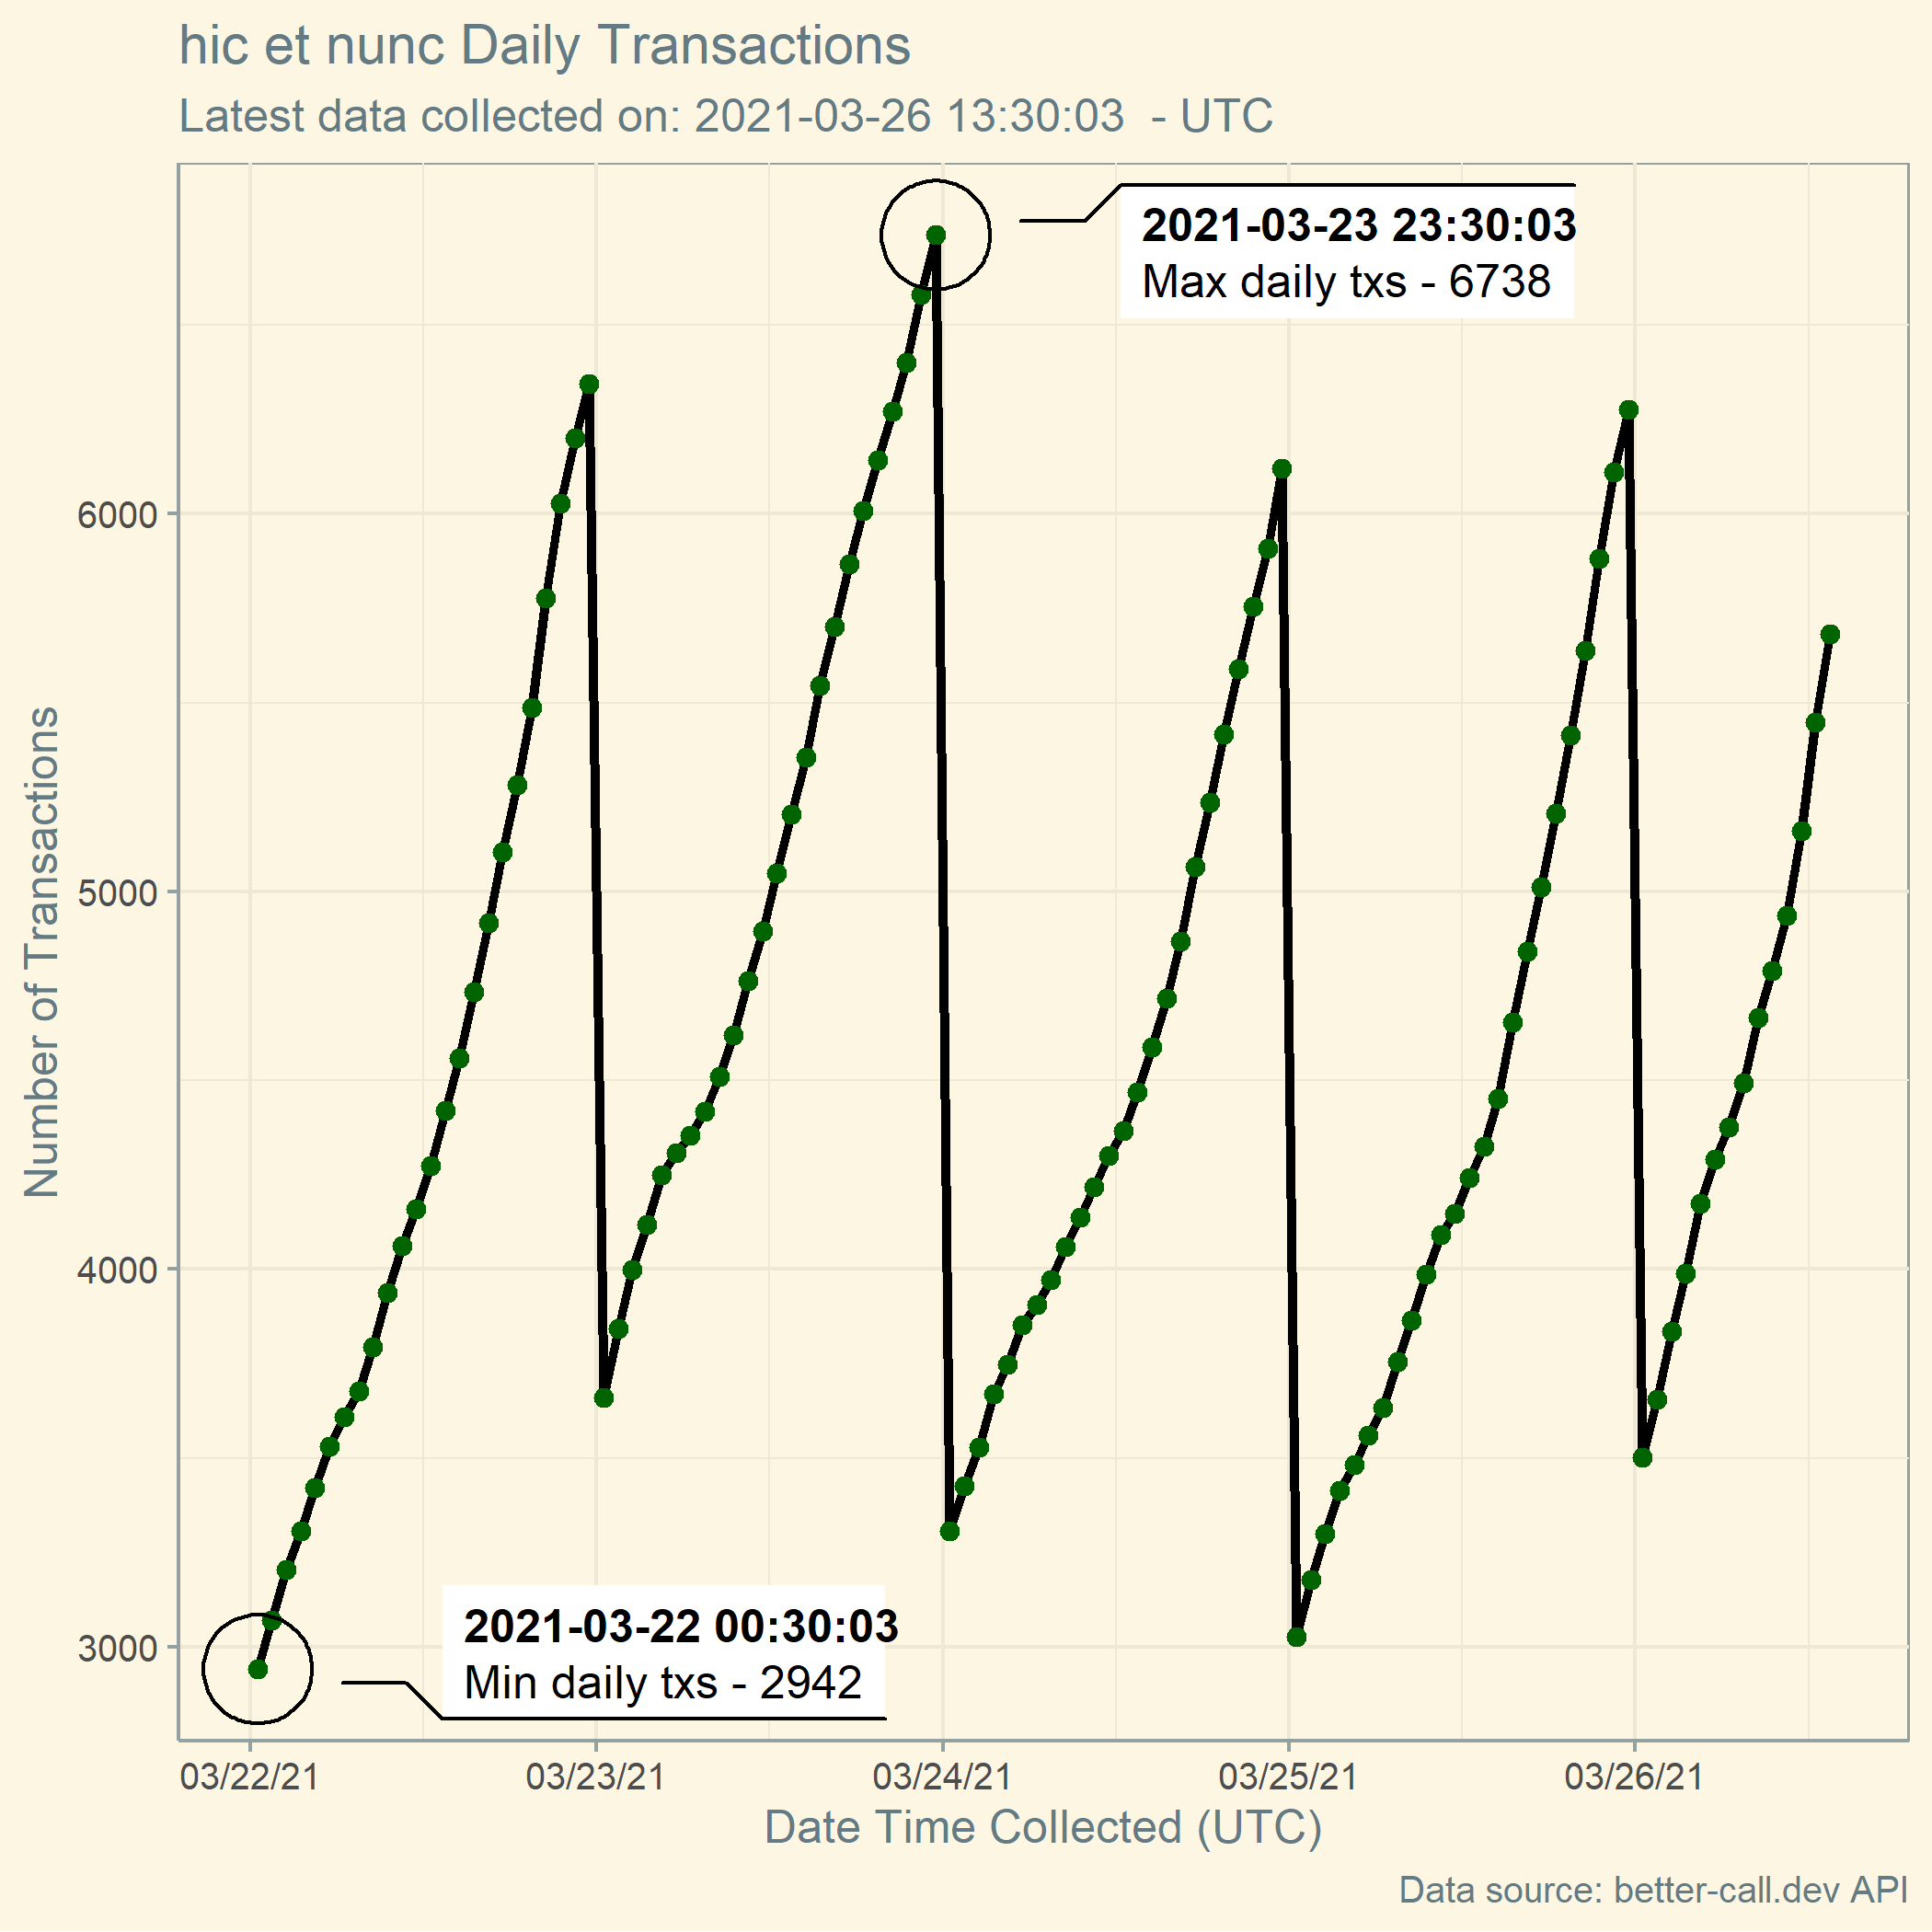 hic et nunc Daily Transactions
Latest data collected on: 2021-03-26 13:30:03  - UTC
2021-03-23 23:30:03
Max daily txs - 6738
Number of Transactions
6000
5000
4000
3000
2021-03-22 00:30:03
Min daily txs - 2942
03/22/21
03/23/21
03/24/21
03/25/21
03/26/21
Date Time Collected (UTC)
Data source: better-call.dev API